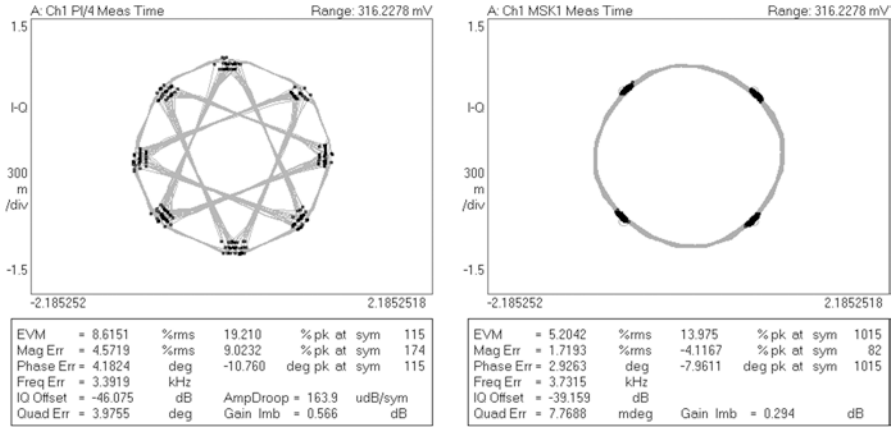 A: Ch1 PI/4 Meas Time Range: 316.2278 mV
1.5
I-Q
300
m
/div
-1.5
-2.185252 2.1852518
EVM = 8.6151 %rms 19.210 %pk at sym 115
Mag Err = 4.5719 %rms 9.0232 %pk at sym 174
Phase Err = 4.1824 deg -10.760 deg pk at sym 115
Freq Err = 3.3919 kHz
IQ Offset = -46.075 dB AmpDroop = 163.9 udB/sym
Quad Err = 3.9755 deg Gain Imb = 0.566 dB
A: Ch1 MSK1 Meas Time Range: 316.2278 mV
1.5
I-Q
300
m
/div
-1.5
-2.185252 2.1852518
EVM = 5.2042 %rms 13.975 %pk at sym 1015
Mag Err = 1.7193 %rms -4.1167 %pk at sym 82
Phase Err = 2.9263 deg -7.9611 deg pk at sym 1015
Freq Err = 3.7315 kHz
IQ Offset = -39.159 dB
Quad Err = 7.7688 mdeg Gain Imb = 0.294 dB